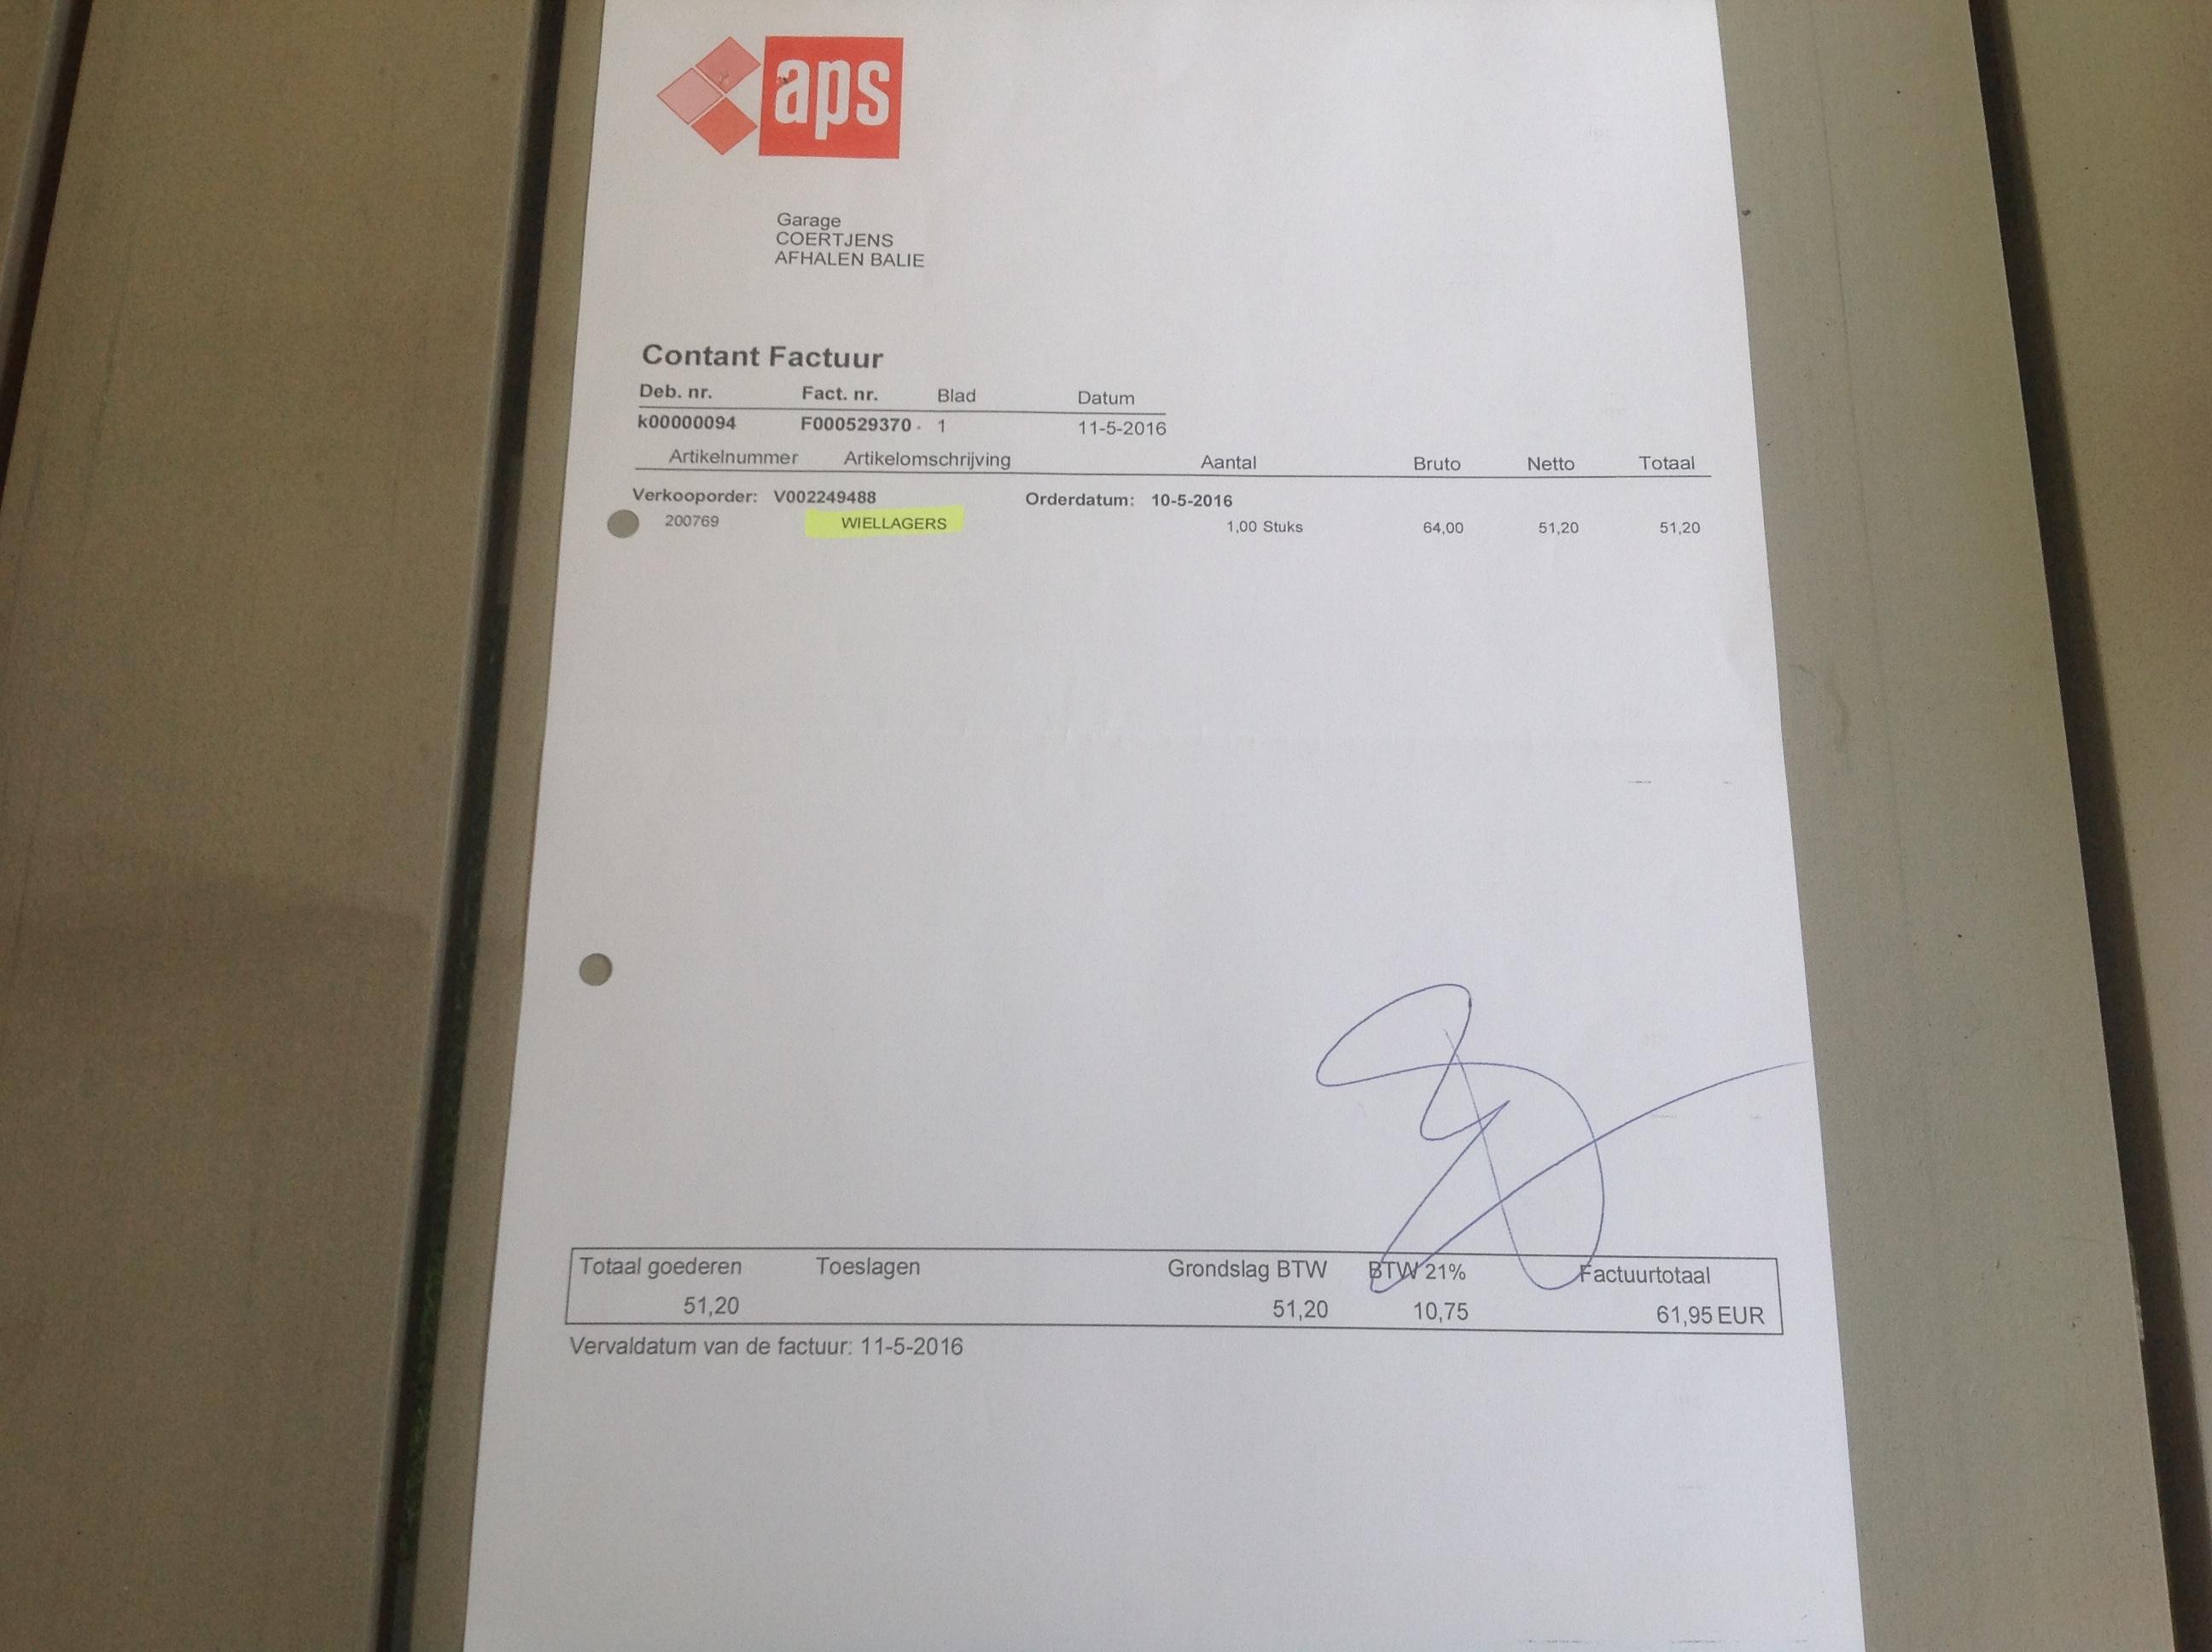 aps
Garage
COERTJENS
AFHALEN BALIE
Contant Factuur
Deb. nr. Fact. nr. Blad Datum
k00000094 F000529370 1 11-5-2016
Artikelnummer Artikelomschrijving Aantal Bruto Netto Totaal
Verkooporder: V002249488 Orderdatum: 10-5-2016
200769 WIELLAGERS 1,00 Stuks 64,00 51,20 51,20
Totaal goederen Toeslagen Grondslag BTW BTW 21% Factuurtotaal
51,20 51,20 10,75 61,95 EUR
Vervaldatum van de factuur: 11-5-2016